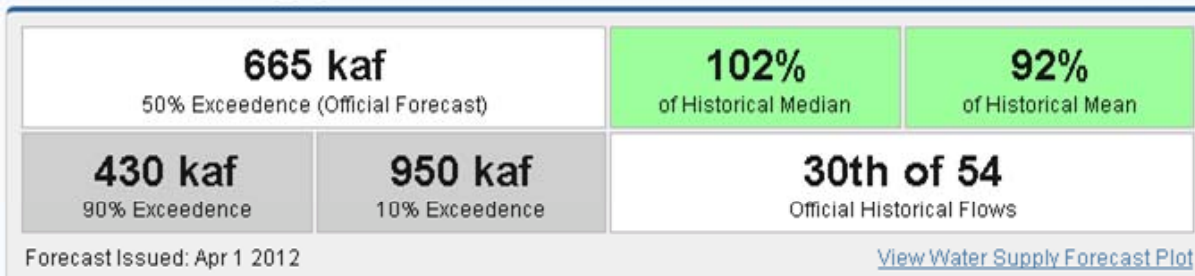 665 kaf
50% Exceedence (Official Forecast)
102%
of Historical Median
92%
of Historical Mean
430 kaf
90% Exceedence
950 kaf
10% Exceedence
30th of 54
Official Historical Flows
Forecast Issued: Apr 1 2012
View Water Supply Forecast Plot